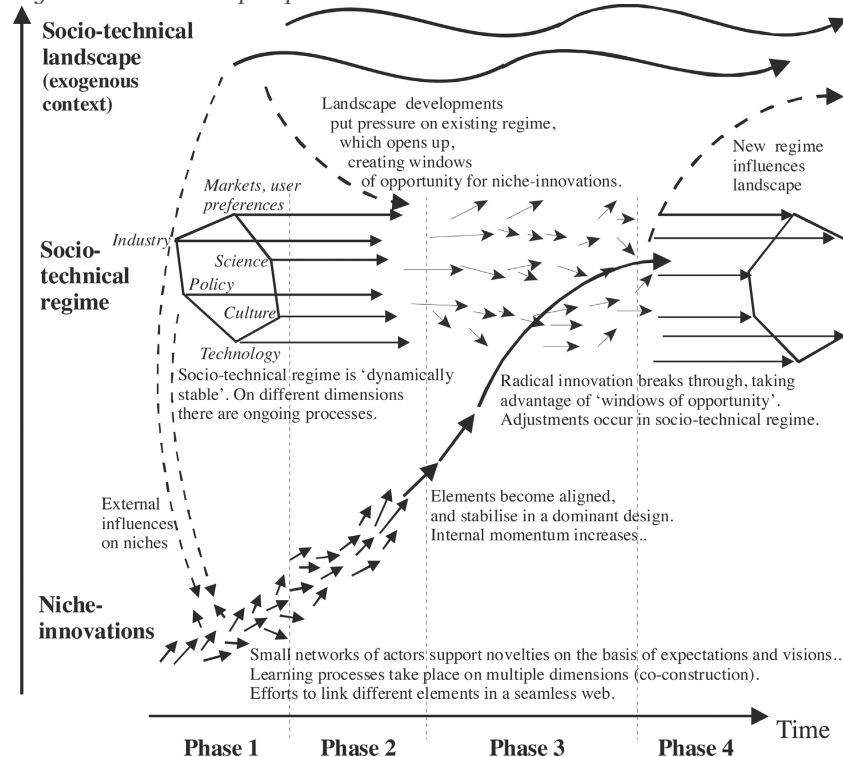 Socio-technical
landscape
(exogenous
context)
Landscape developments
put pressure on existing regime,
which opens up,
creating windows
of opportunity for niche-innovations.
New regime
influences
landscape
Markets, user
preferences
Industry
Science
Policy
Culture
Technology
Socio-
technical
regime
Socio-technical regime is ‘dynamically
stable’. On different dimensions
there are ongoing processes.
Radical innovation breaks through, taking
advantage of ‘windows of opportunity’.
Adjustments occur in socio-technical regime.
External
influences
on niches
Elements become aligned,
and stabilise in a dominant design.
Internal momentum increases..
Niche-
innovations
Small networks of actors support novelties on the basis of expectations and visions..
Learning processes take place on multiple dimensions (co-construction).
Efforts to link different elements in a seamless web.
Time
Phase 1
Phase 2
Phase 3
Phase 4